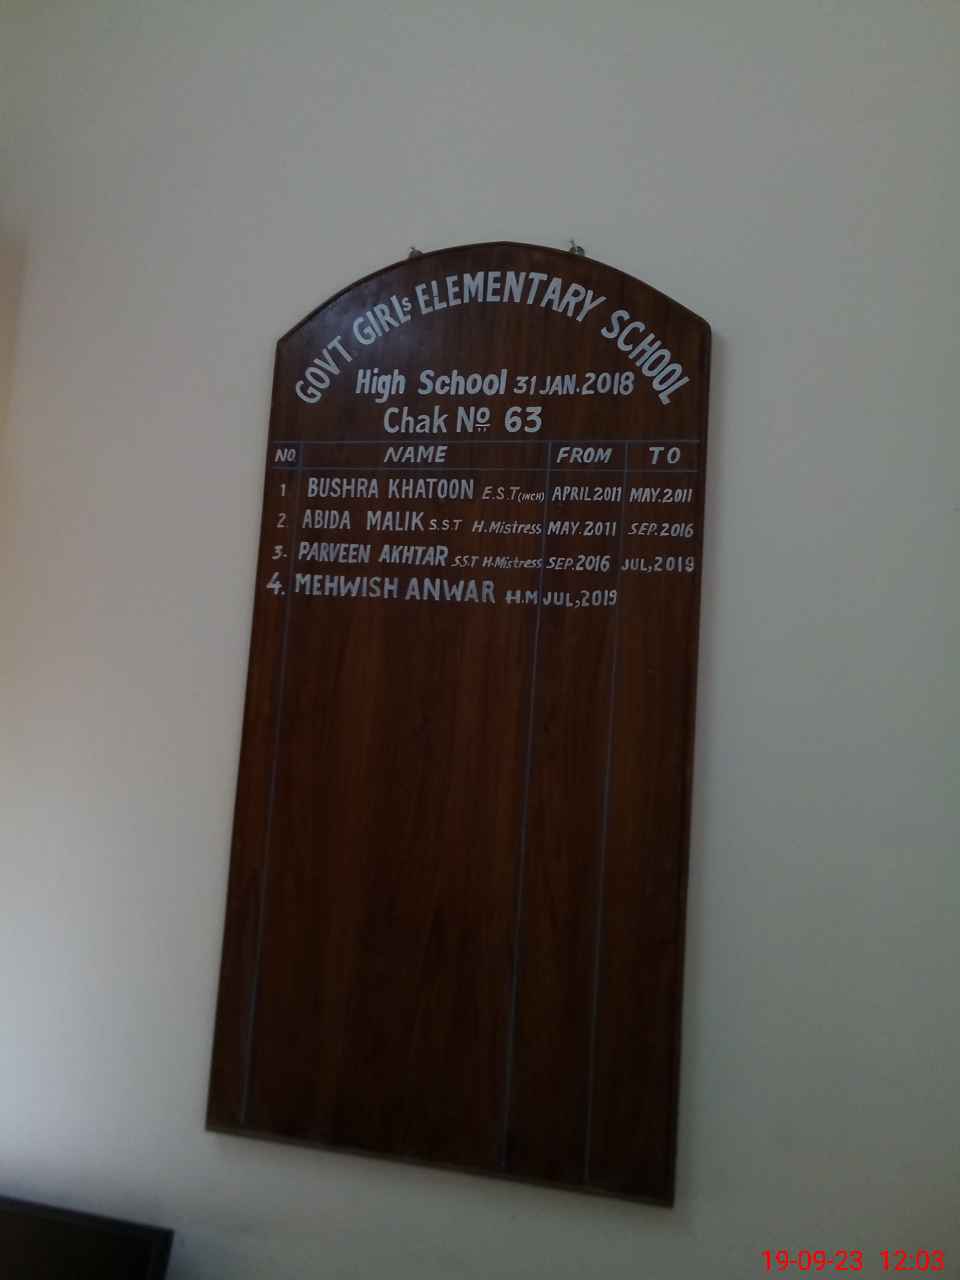 GOVT GIRLS ELEMENTARY SCHOOL
High School 31 JAN. 2018
Chak No 63
NO NAME FROM TO
1 BUSHRA KHATOON E.S.T (INCH) APRIL 2011 MAY. 2011
2 ABIDA MALIK S.S.T H. Mistress MAY. 2011 SEP. 2016
3- PARVEEN AKHTAR S.S.T H. Mistress SEP. 2016 JUL, 2019
4. MEHWISH ANWAR H.M JUL, 2019
19-09-23 12:03